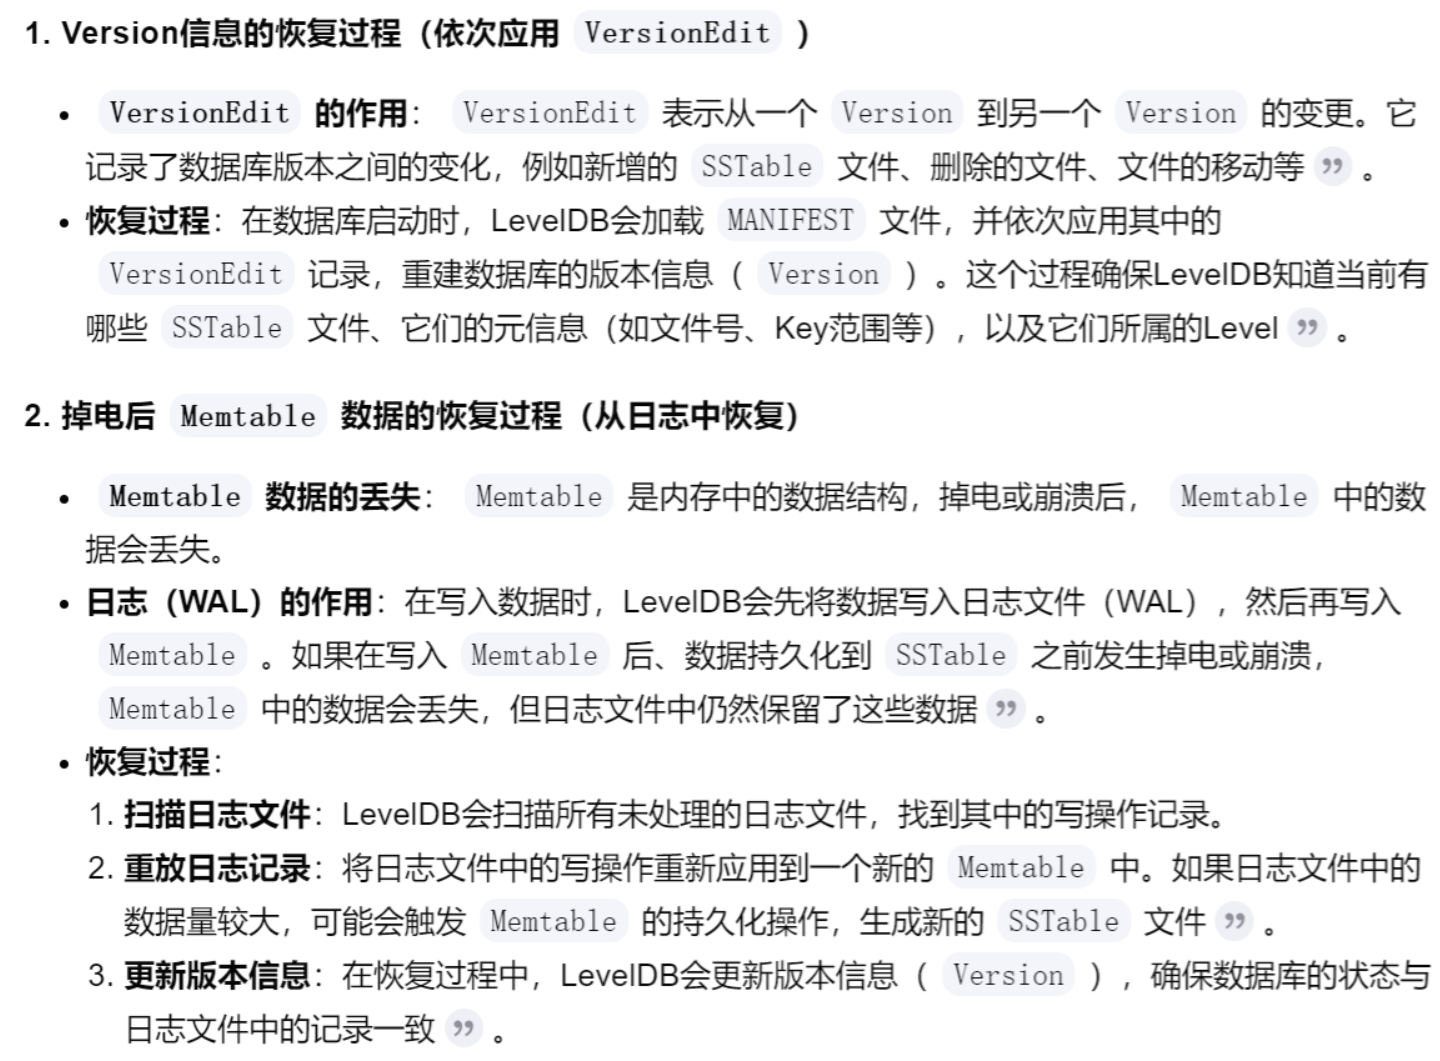 1. Version信息的恢复过程（依次应用 VersionEdit ）
• VersionEdit 的作用： VersionEdit 表示从一个 Version 到另一个 Version 的变更。它
记录了数据库版本之间的变化，例如新增的 SSTable 文件、删除的文件、文件的移动等 ” 。
• 恢复过程：在数据库启动时，LevelDB会加载 MANIFEST 文件，并依次应用其中的
VersionEdit 记录，重建数据库的版本信息（ Version ）。这个过程确保LevelDB知道当前有
哪些 SSTable 文件、它们的元信息（如文件号、Key范围等），以及它们所属的Level ” 。
2. 掉电后 Memtable 数据的恢复过程（从日志中恢复）
• Memtable 数据的丢失： Memtable 是内存中的数据结构，掉电或崩溃后， Memtable 中的数
据会丢失。
• 日志（WAL）的作用：在写入数据时，LevelDB会先将数据写入日志文件（WAL），然后再写入
Memtable 。如果在写入 Memtable 后、数据持久化到 SSTable 之前发生掉电或崩溃，
Memtable 中的数据会丢失，但日志文件中仍然保留了这些数据 ” 。
• 恢复过程：
1. 扫描日志文件：LevelDB会扫描所有未处理的日志文件，找到其中的写操作记录。
2. 重放日志记录：将日志文件中的写操作重新应用到一个新的 Memtable 中。如果日志文件中的
数据量较大，可能会触发 Memtable 的持久化操作，生成新的 SSTable 文件 ” 。
3. 更新版本信息：在恢复过程中，LevelDB会更新版本信息（ Version ），确保数据库的状态与
日志文件中的记录一致 ” 。